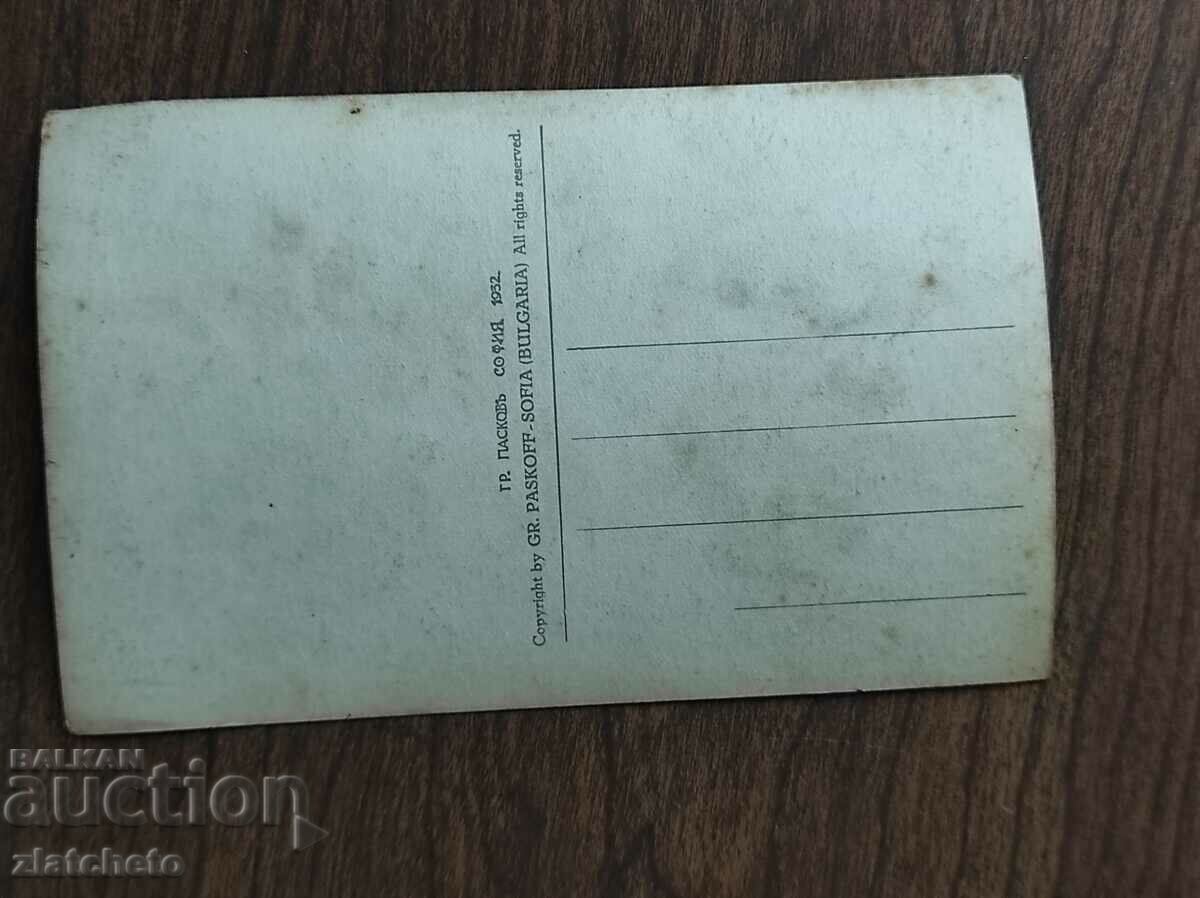 ГР. ПАСКОВЪ СОФИЯ 1932.
Copyright by GR. PASKOFF - SOFIA (BULGARIA) All rights reserved.
BALKAN
auction
zlatcheto